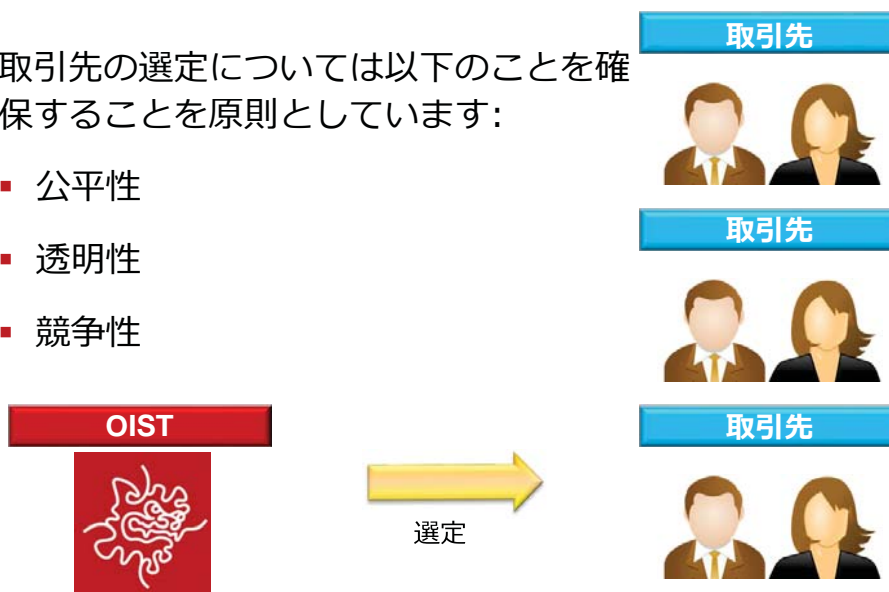 取引先の選定については以下のことを確
保することを原則としています:
▪ 公平性
▪ 透明性
▪ 競争性
取引先
取引先
OIST
選定
取引先